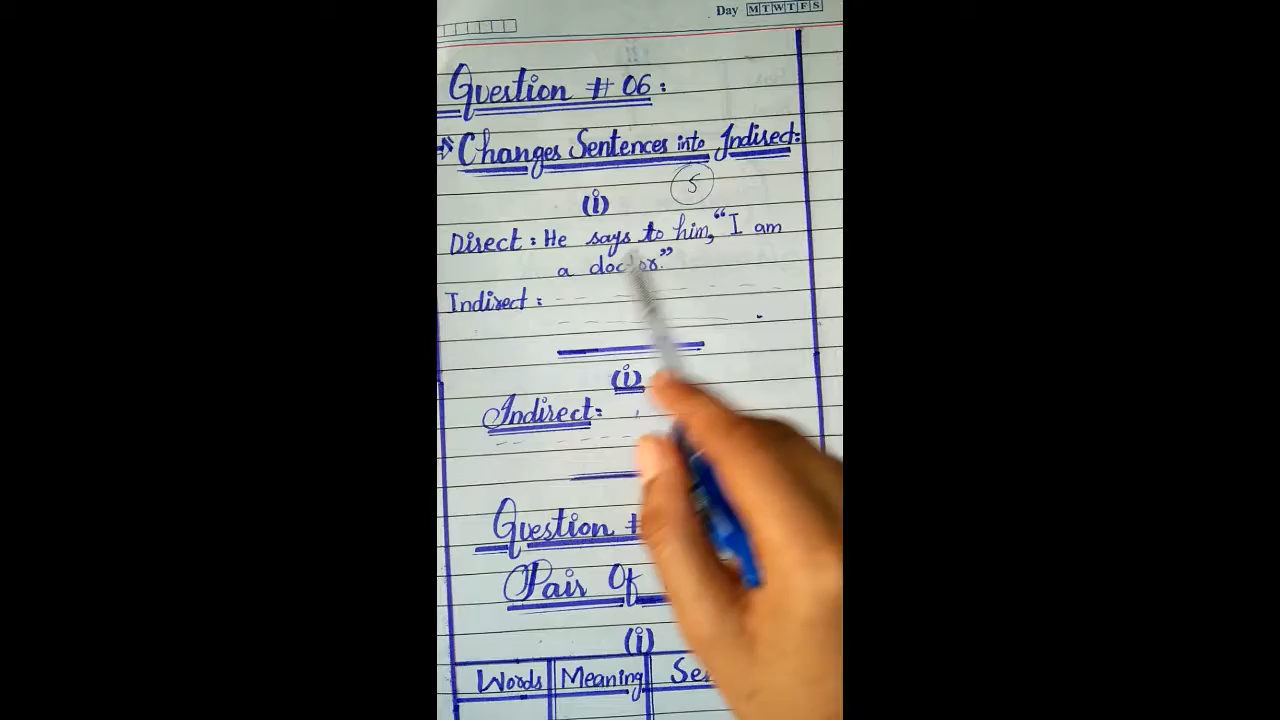 Day M T W T F S
Question # 06:
Changes Sentences into Indirect:
5
(i)
Direct: He says to him, "I am
a doctor."
Indirect:
(i)
Indirect:
Question #
Pair Of
(i)
Words Meaning